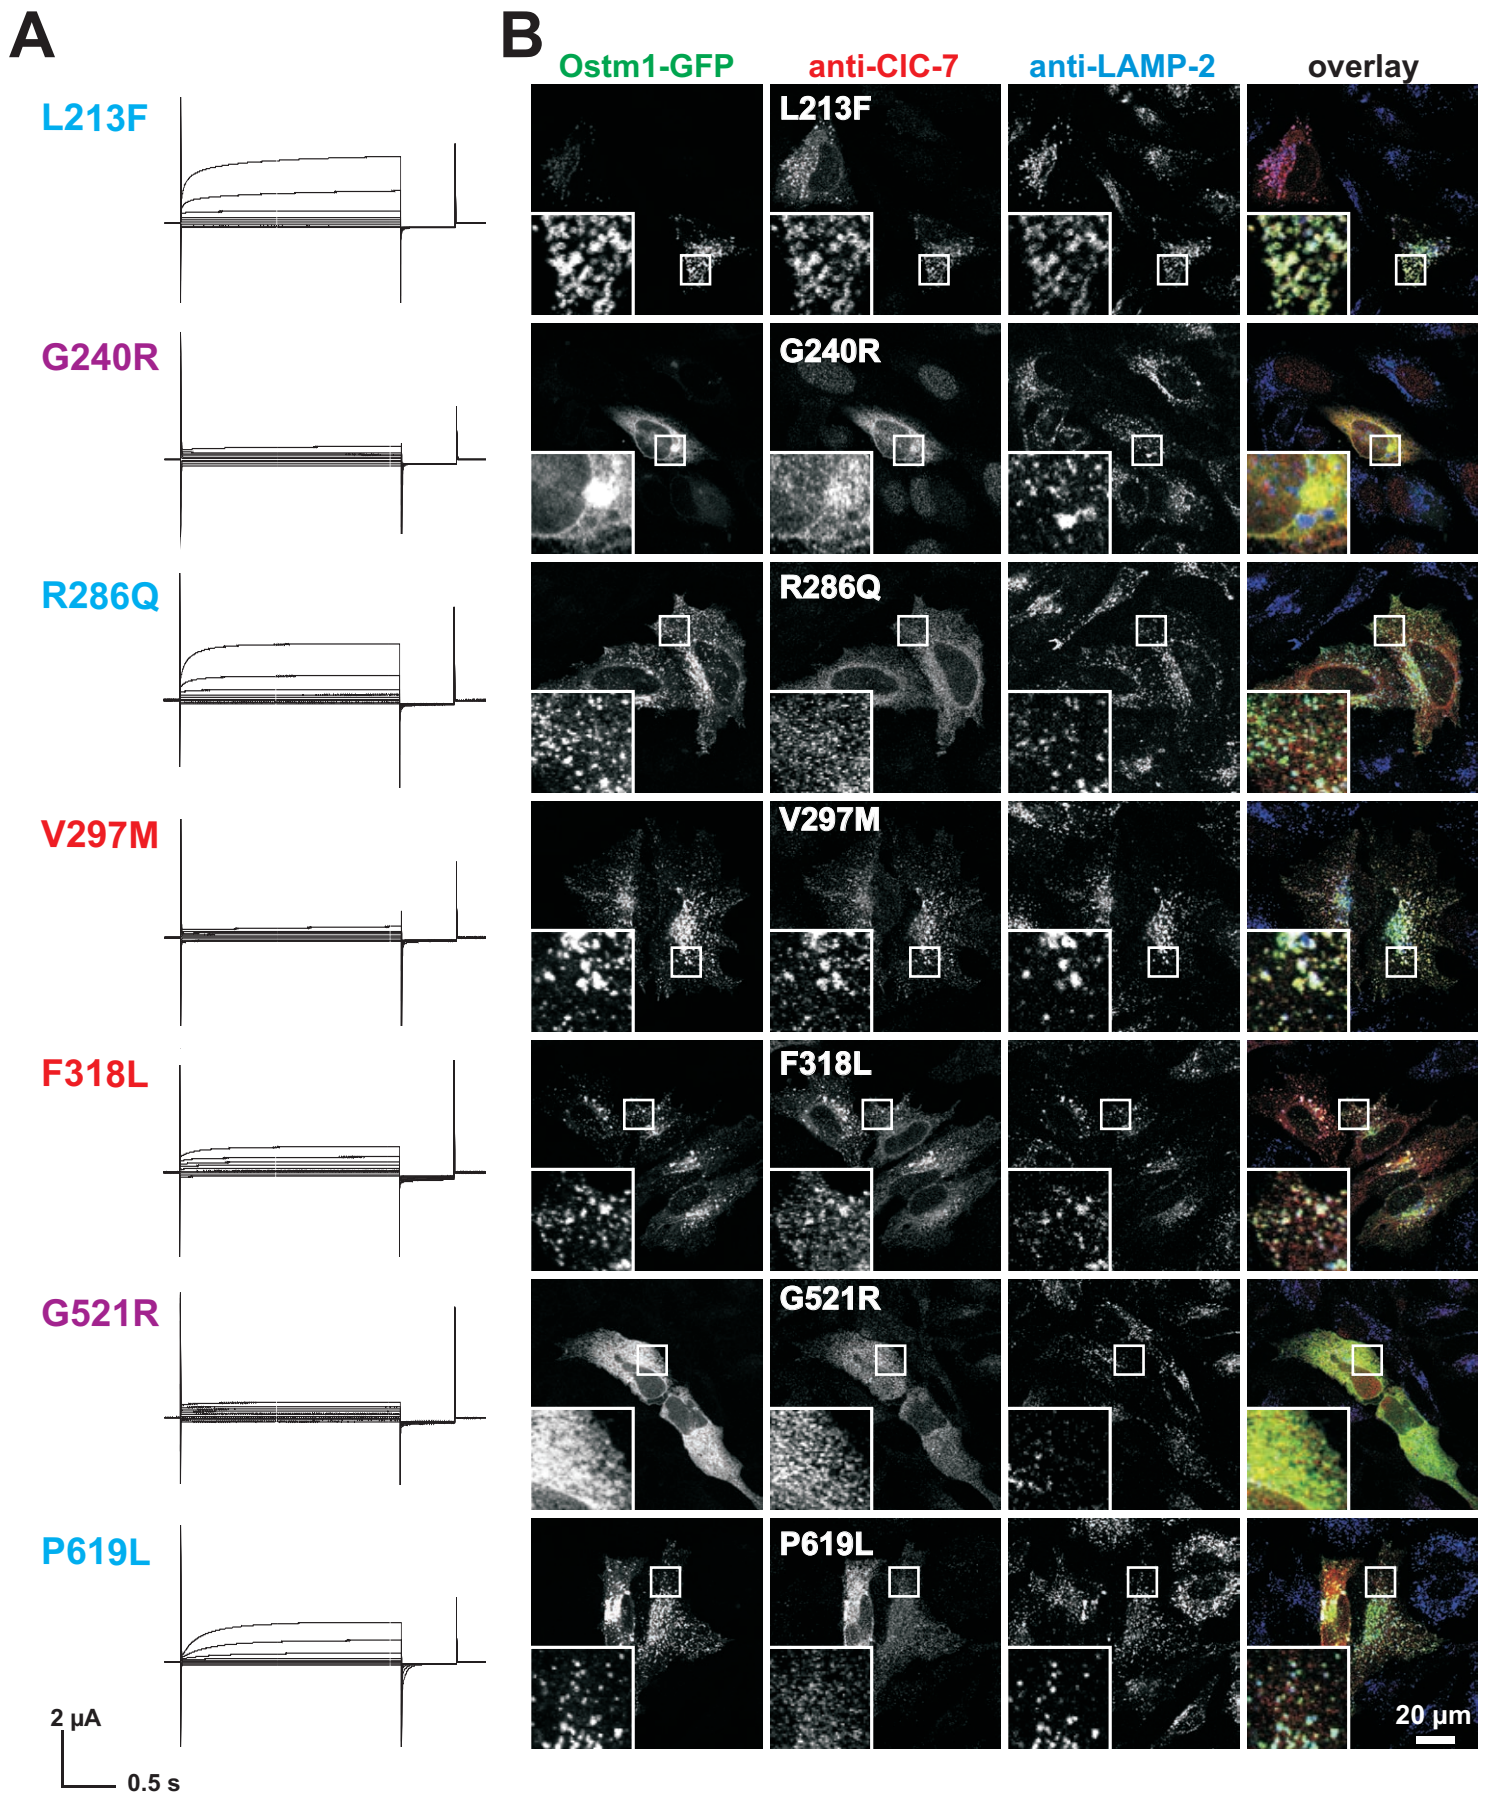 A
B
Ostm1-GFP anti-ClC-7 anti-LAMP-2 overlay
L213F
L213F
G240R
G240R
R286Q
R286Q
V297M
V297M
F318L
F318L
G521R
G521R
P619L
P619L
2 µA
0.5 s
20 µm